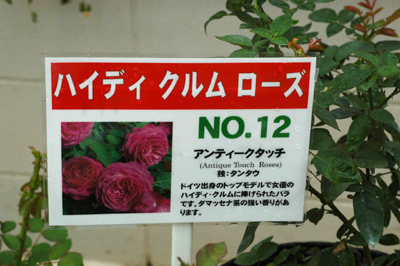 ハイディ クルム ローズ
NO.12
アンティークタッチ
(Antique Touch Roses)
独:タンタウ
ドイツ出身のトップモデルで女優の
ハイディ・クルムに捧げられたバラ
です。ダマッセナ系の強い香りがあ
ります。